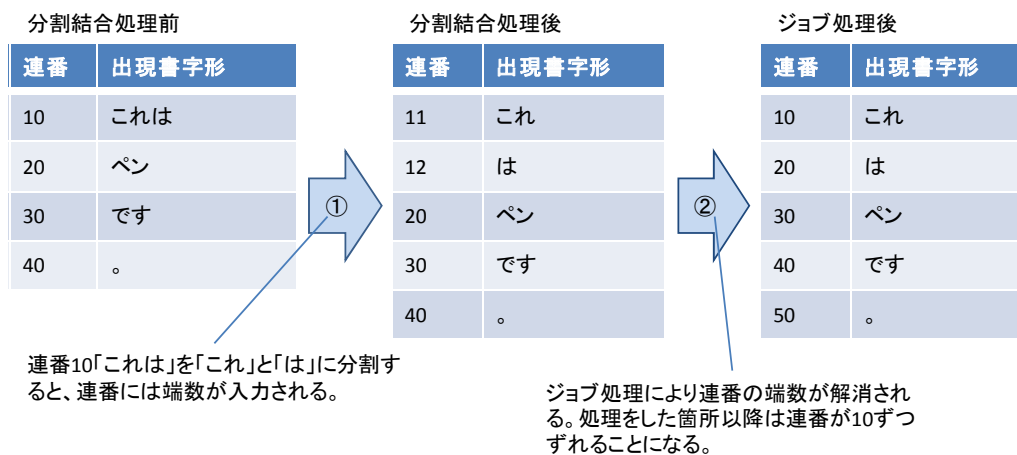 分割結合処理前
連番 出現書字形
10 これは
20 ペン
30 です
40 。
①
分割結合処理後
連番 出現書字形
11 これ
12 は
20 ペン
30 です
40 。
②
ジョブ処理後
連番 出現書字形
10 これ
20 は
30 ペン
40 です
50 。
連番10「これは」を「これ」と「は」に分割す
ると、連番には端数が入力される。
ジョブ処理により連番の端数が解消され
る。処理をした箇所以降は連番が10ずつ
ずれることになる。